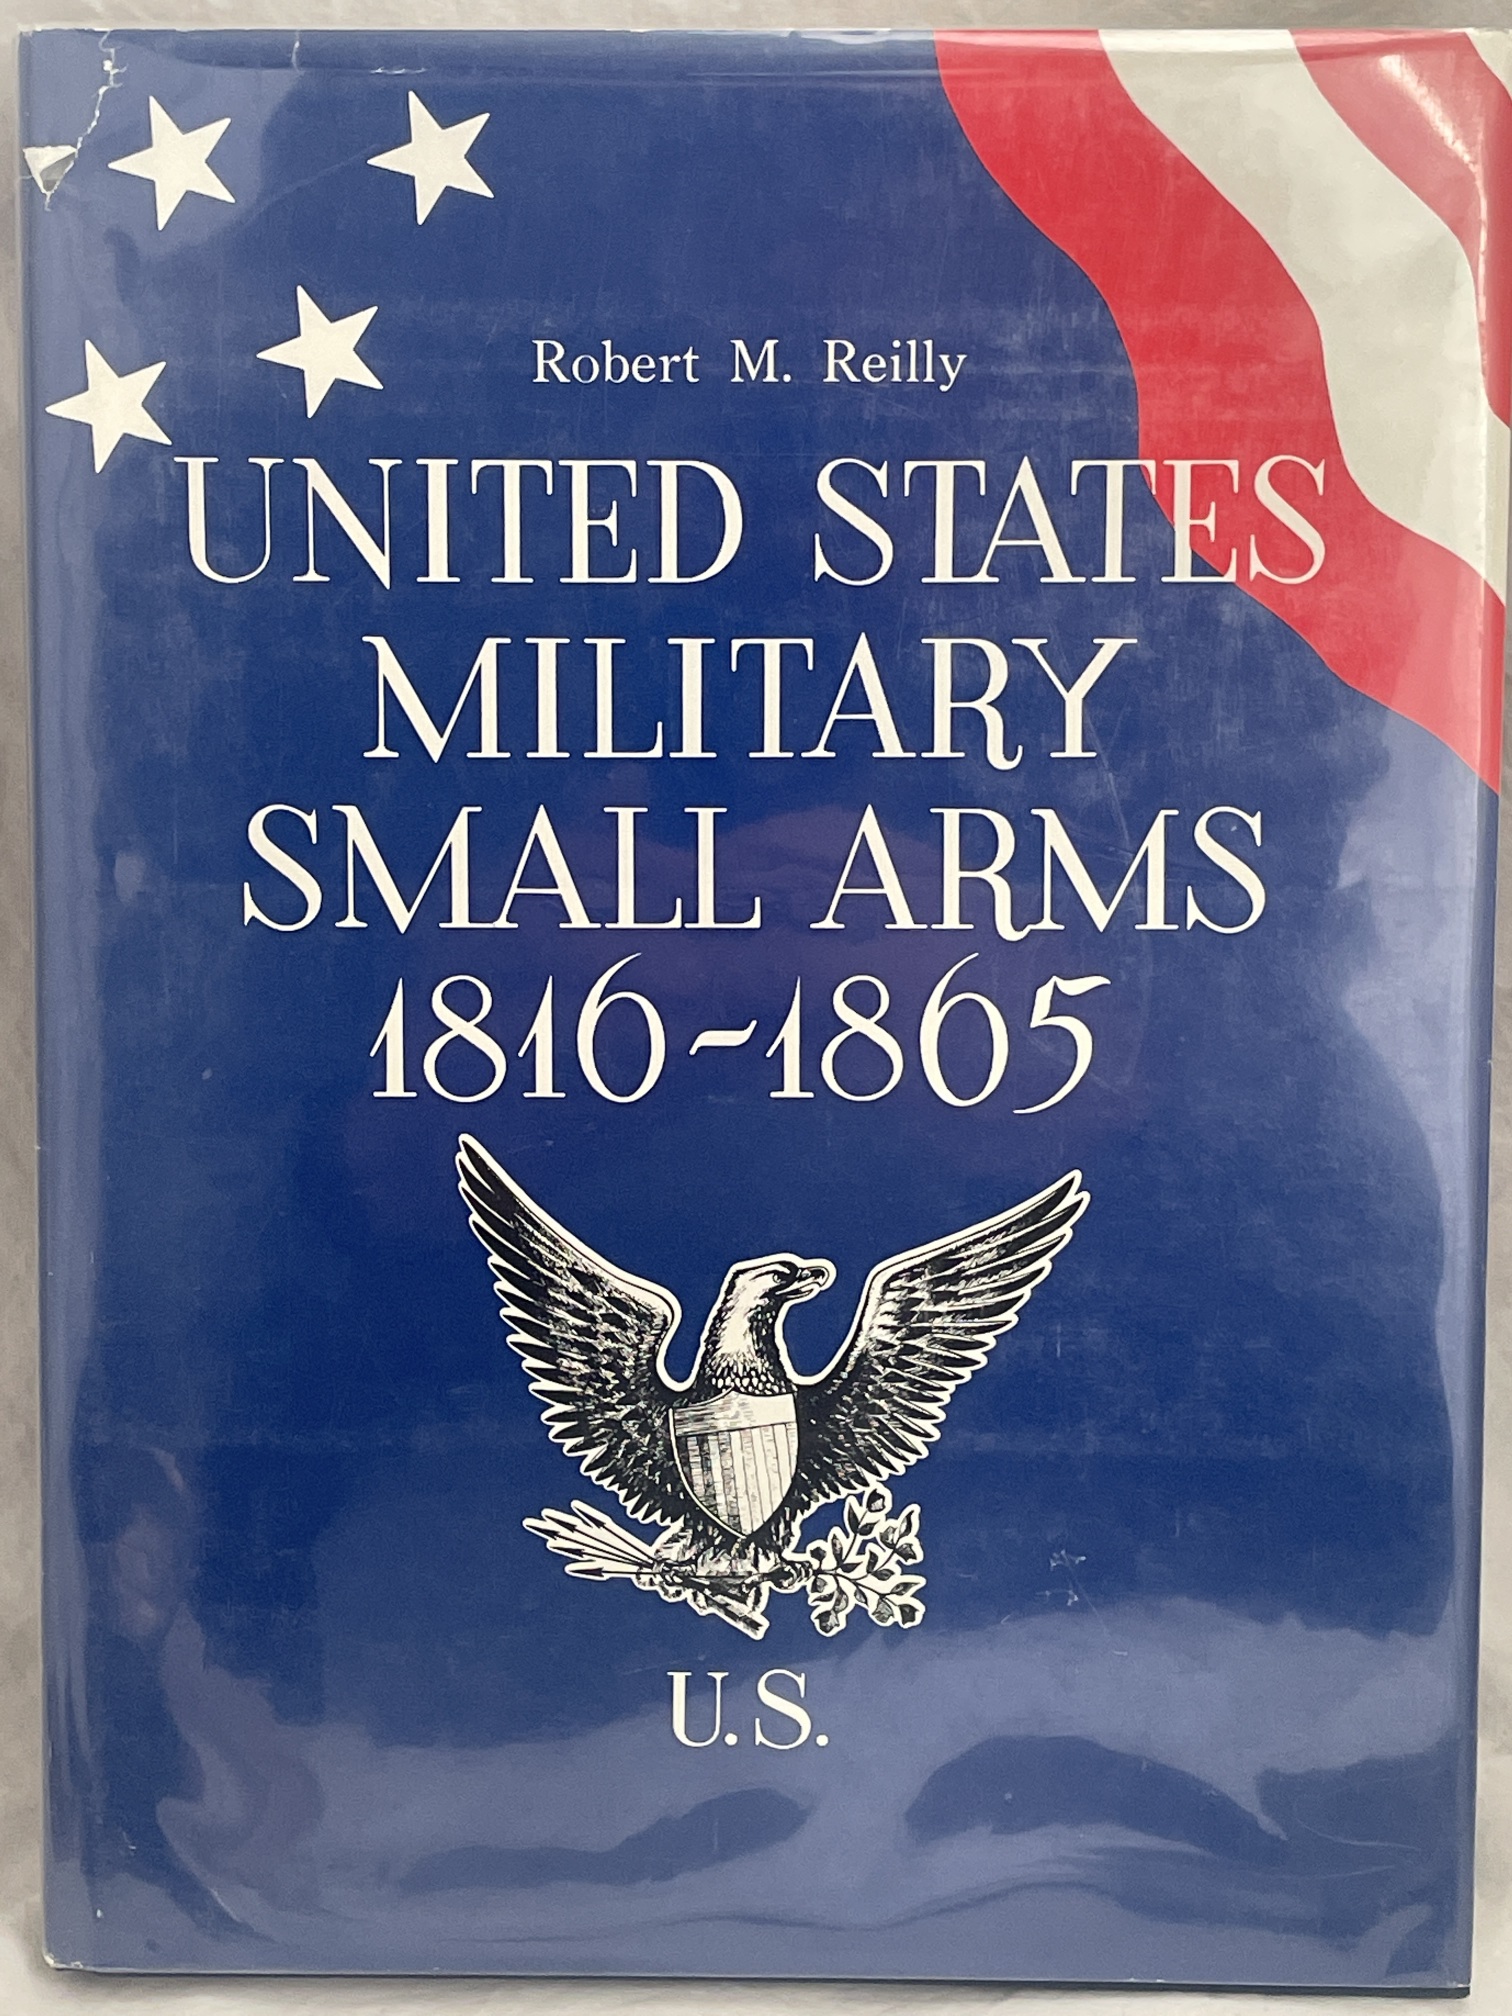 Robert M. Reilly
UNITED STATES
MILITARY
SMALL ARMS
1816-1865
U.S.